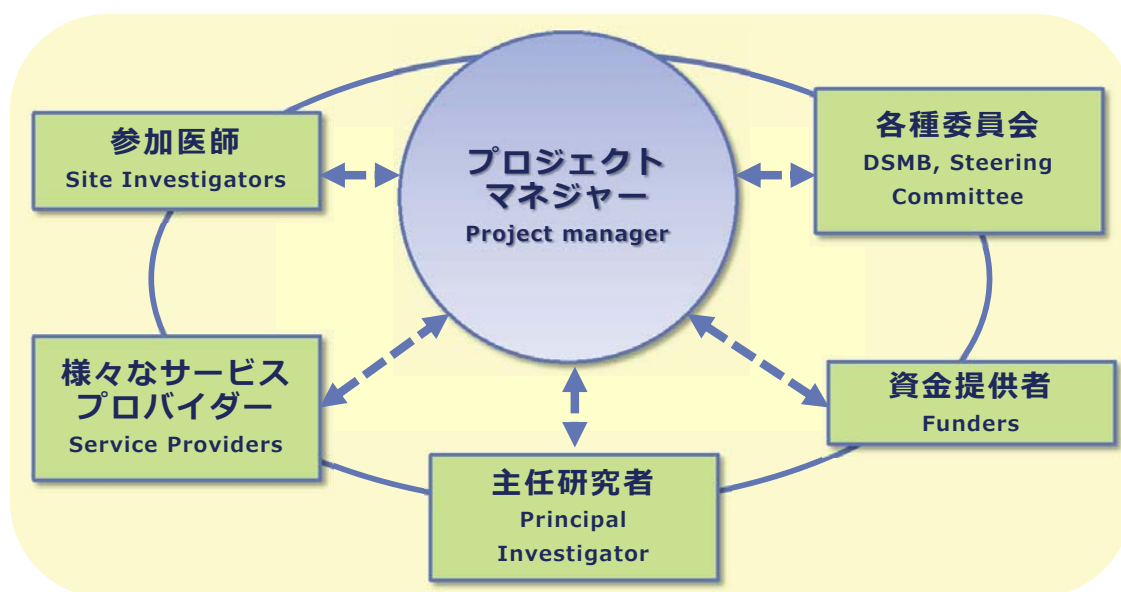 参加医師
Site Investigators
プロジェクト
マネジャー
Project manager
各種委員会
DSMB, Steering
Committee
様々なサービス
プロバイダー
Service Providers
主任研究者
Principal
Investigator
資金提供者
Funders